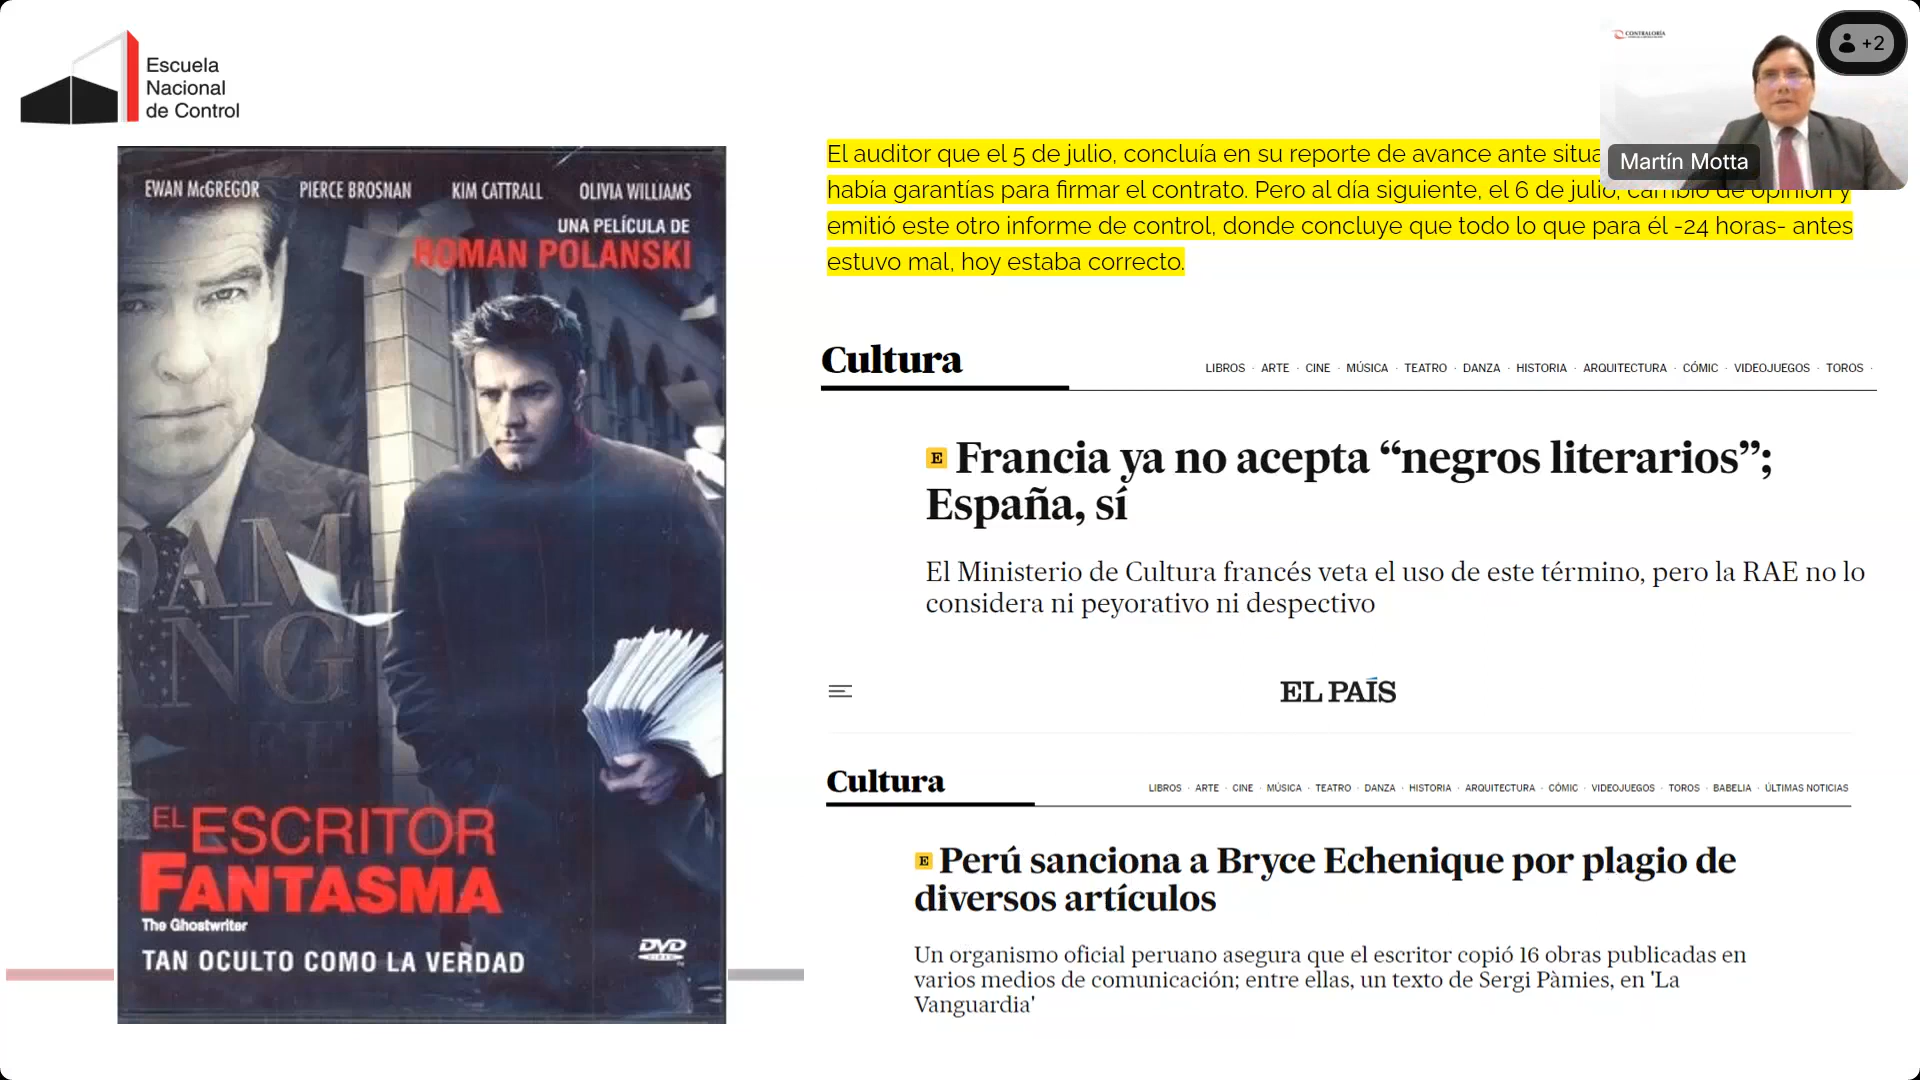 Escuela
Nacional
de Control
CONTRALORÍA
+2
Martín Motta
EWAN McGREGOR PIERCE BROSNAN KIM CATTRALL OLIVIA WILLIAMS
UNA PELÍCULA DE
ROMAN POLANSKI
EL ESCRITOR
FANTASMA
The Ghostwriter
TAN OCULTO COMO LA VERDAD
DVD
VIDEO
El auditor que el 5 de julio, concluía en su reporte de avance ante
había garantías para firmar el contrato. Pero al día siguiente, el 6 de julio, cambió de opinión y
emitió este otro informe de control, donde concluye que todo lo que para él -24 horas- antes
estuvo mal, hoy estaba correcto.
Cultura
LIBROS · ARTE · CINE · MÚSICA · TEATRO · DANZA · HISTORIA · ARQUITECTURA · CÓMIC · VIDEOJUEGOS · TOROS ·
E Francia ya no acepta “negros literarios”;
España, sí
El Ministerio de Cultura francés veta el uso de este término, pero la RAE no lo
considera ni peyorativo ni despectivo
EL PAÍS
Cultura
LIBROS · ARTE · CINE · MÚSICA · TEATRO · DANZA · HISTORIA · ARQUITECTURA · CÓMIC · VIDEOJUEGOS · TOROS · BABELIA · ÚLTIMAS NOTICIAS
E Perú sanciona a Bryce Echenique por plagio de
diversos artículos
Un organismo oficial peruano asegura que el escritor copió 16 obras publicadas en
varios medios de comunicación; entre ellas, un texto de Sergi Pàmies, en 'La
Vanguardia'